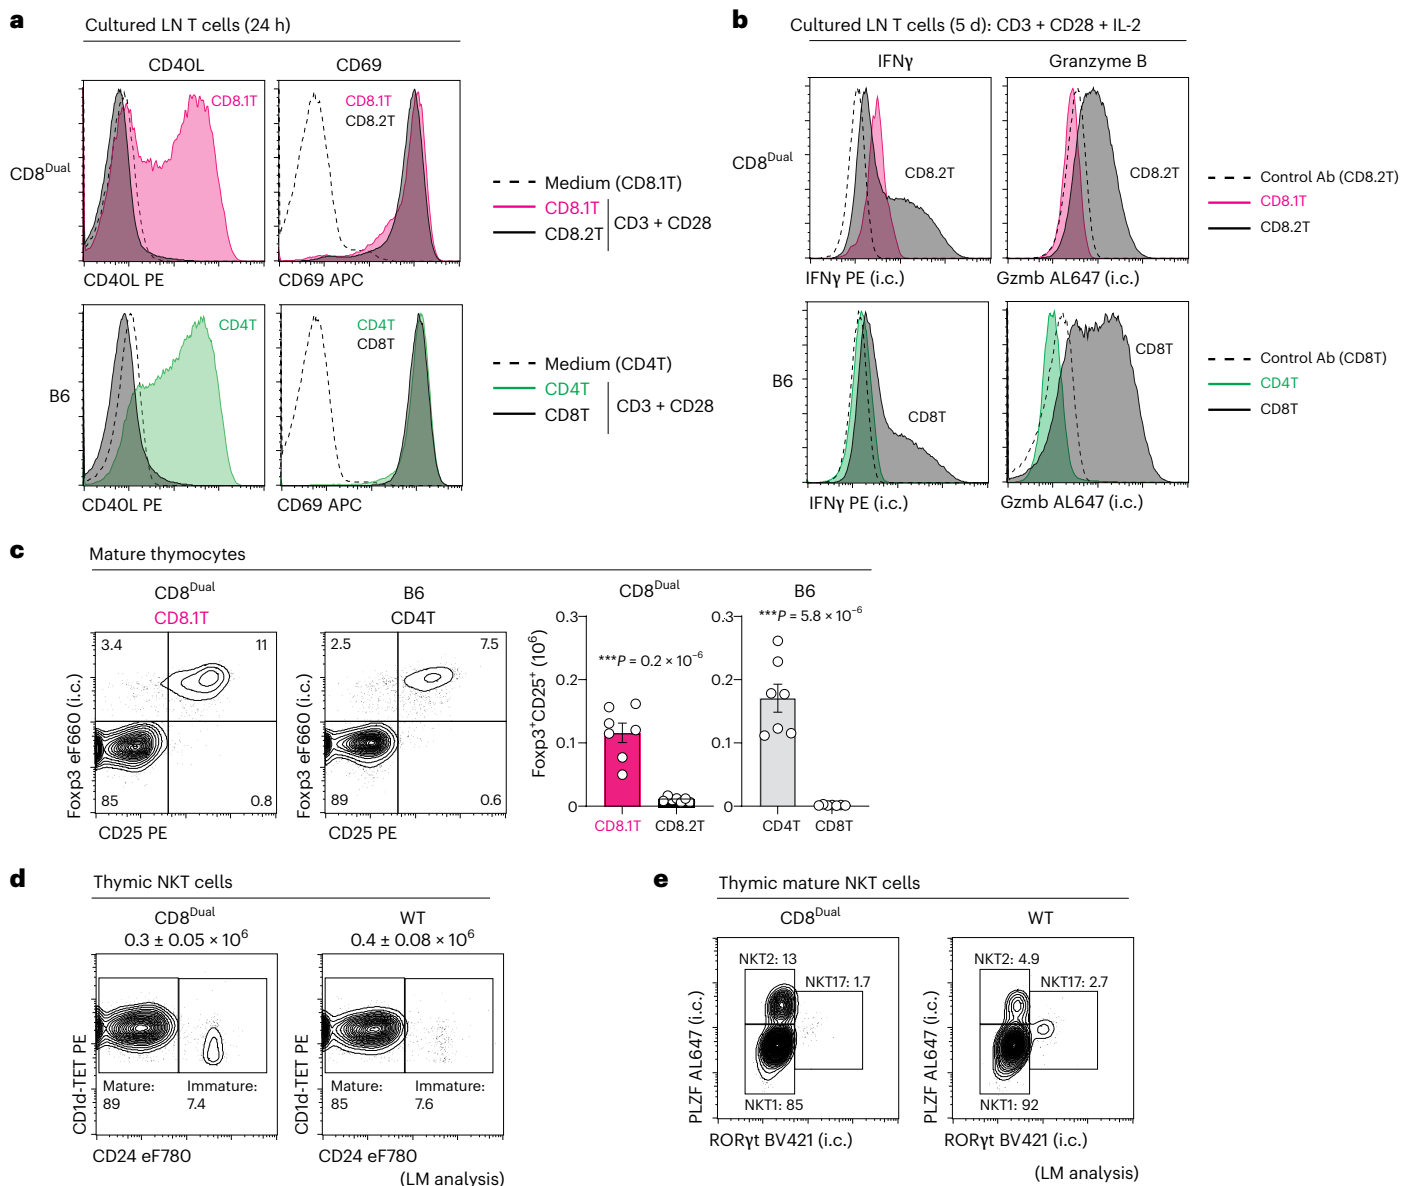 a
Cultured LN T cells (24 h)
CD40L
CD69
CD8.1T
CD8.1T
CD8.2T
CD8Dual
CD40L PE
CD69 APC
Medium (CD8.1T)
CD8.1T
CD8.2T
CD3 + CD28
CD4T
CD4T
CD8T
B6
CD40L PE
CD69 APC
Medium (CD4T)
CD4T
CD8T
CD3 + CD28
b
Cultured LN T cells (5 d): CD3 + CD28 + IL-2
IFNγ
Granzyme B
CD8Dual
CD8.2T
CD8.2T
IFNγ PE (i.c.)
Gzmb AL647 (i.c.)
Control Ab (CD8.2T)
CD8.1T
CD8.2T
B6
CD8T
CD8T
IFNγ PE (i.c.)
Gzmb AL647 (i.c.)
Control Ab (CD8T)
CD4T
CD8T
c
Mature thymocytes
CD8Dual
CD8.1T
3.4
11
85
0.8
Foxp3 eF660 (i.c.)
CD25 PE
B6
CD4T
2.5
7.5
89
0.6
Foxp3 eF660 (i.c.)
CD25 PE
CD8Dual
***P = 0.2 × 10−6
Foxp3+CD25+ (106)
0.3
0.2
0.1
0
CD8.1T
CD8.2T
B6
***P = 5.8 × 10−6
0.3
0.2
0.1
0
CD4T
CD8T
d
Thymic NKT cells
CD8Dual
0.3 ± 0.05 × 106
WT
0.4 ± 0.08 × 106
CD1d-TET PE
Mature:
89
Immature:
7.4
CD24 eF780
CD1d-TET PE
Mature:
85
Immature:
7.6
CD24 eF780
(LM analysis)
e
Thymic mature NKT cells
CD8Dual
WT
PLZF AL647 (i.c.)
NKT2: 13
NKT17: 1.7
NKT1: 85
RORγt BV421 (i.c.)
PLZF AL647 (i.c.)
NKT2: 4.9
NKT17: 2.7
NKT1: 92
RORγt BV421 (i.c.)
(LM analysis)